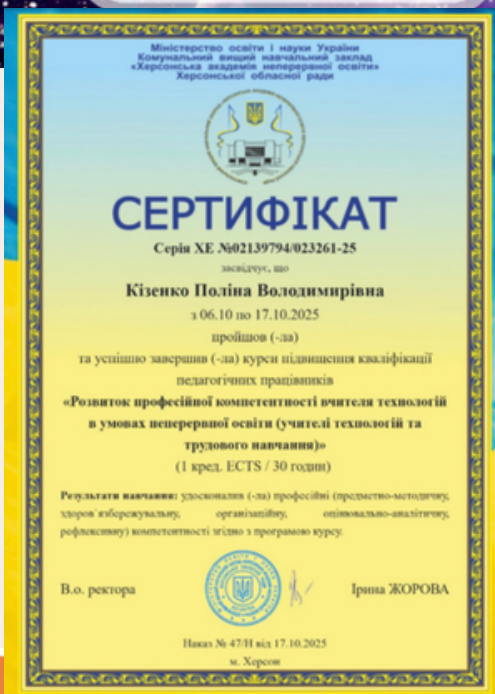 Міністерство освіти і науки України
Комунальний вищий навчальний заклад
«Херсонська академія неперервної освіти»
Херсонської обласної ради
СЕРТИФІКАТ
Серія ХЕ №02139794/023261-25
засвідчує, що
Кізенко Поліна Володимирівна
з 06.10 по 17.10.2025
пройшов (-ла)
та успішно завершив (-ла) курси підвищення кваліфікації
педагогічних працівників
«Розвиток професійної компетентності вчителя технологій
в умовах неперервної освіти (учителі технологій та
трудового навчання)»
(1 кред. ECTS / 30 годин)
Результати навчання: удосконалив (-ла) професійні (предметно-методичну,
здоров'язбережувальну, організаційну, оцінювально-аналітичну,
рефлексивну) компетентності згідно з програмою курсу.
В.о. ректора
Ірина ЖОРОВА
Наказ № 47/Н від 17.10.2025
м. Херсон